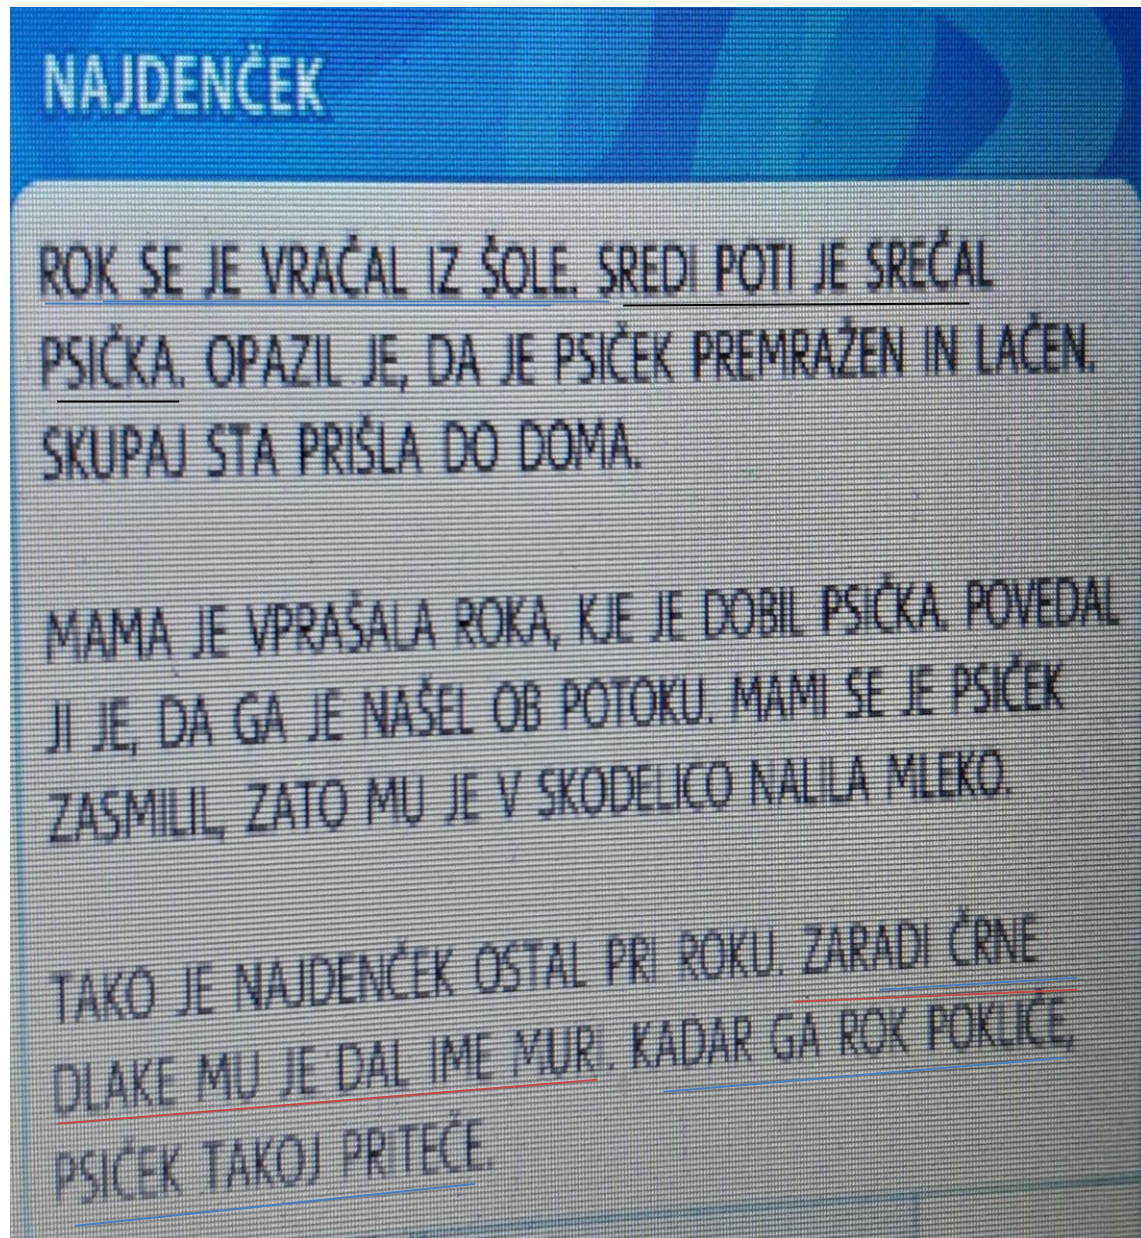 NAJDENČEK
ROK SE JE VRAČAL IZ ŠOLE. SREDI POTI JE SREČAL
PSIČKA. OPAZIL JE, DA JE PSIČEK PREMRAŽEN IN LAČEN.
SKUPAJ STA PRIŠLA DO DOMA.
MAMA JE VPRAŠALA ROKA, KJE JE DOBIL PSIČKA. POVEDAL
JI JE, DA GA JE NAŠEL OB POTOKU. MAMI SE JE PSIČEK
ZASMILIL, ZATO MU JE V SKODELICO NALILA MLEKO.
TAKO JE NAJDENČEK OSTAL PRI ROKU. ZARADI ČRNE
DLAKE MU JE DAL IME MURI. KADAR GA ROK POKLIČE,
PSIČEK TAKOJ PRITEČE.